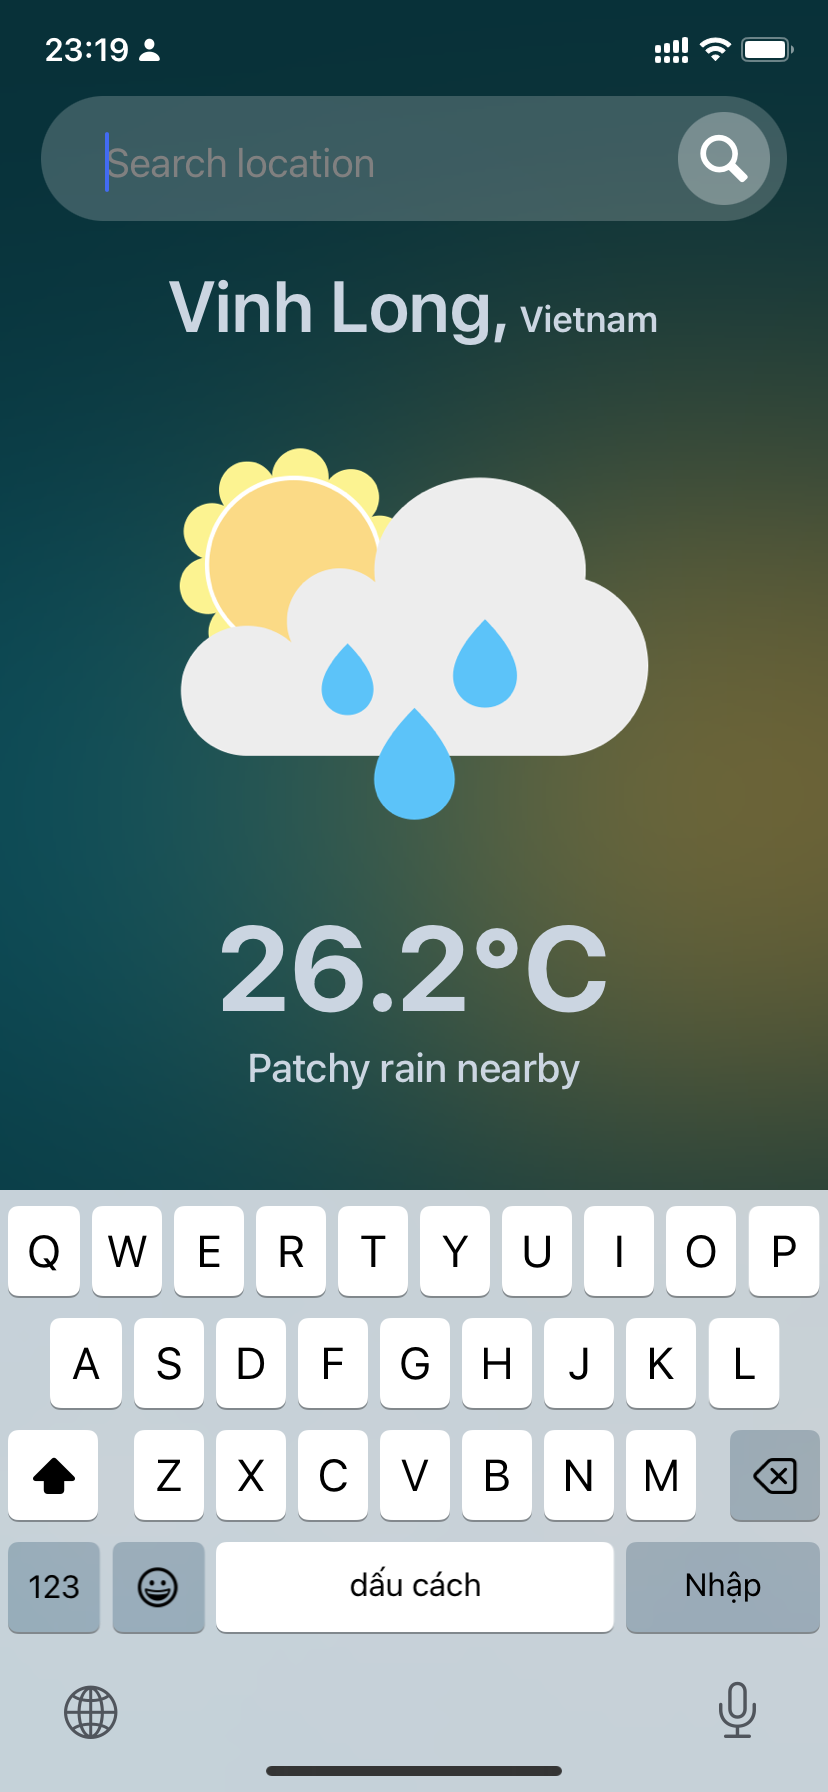 23:19
Search location
Vinh Long, Vietnam
26.2°C
Patchy rain nearby
Q W E R T Y U I O P
A S D F G H J K L
Z X C V B N M
123 dấu cách Nhập